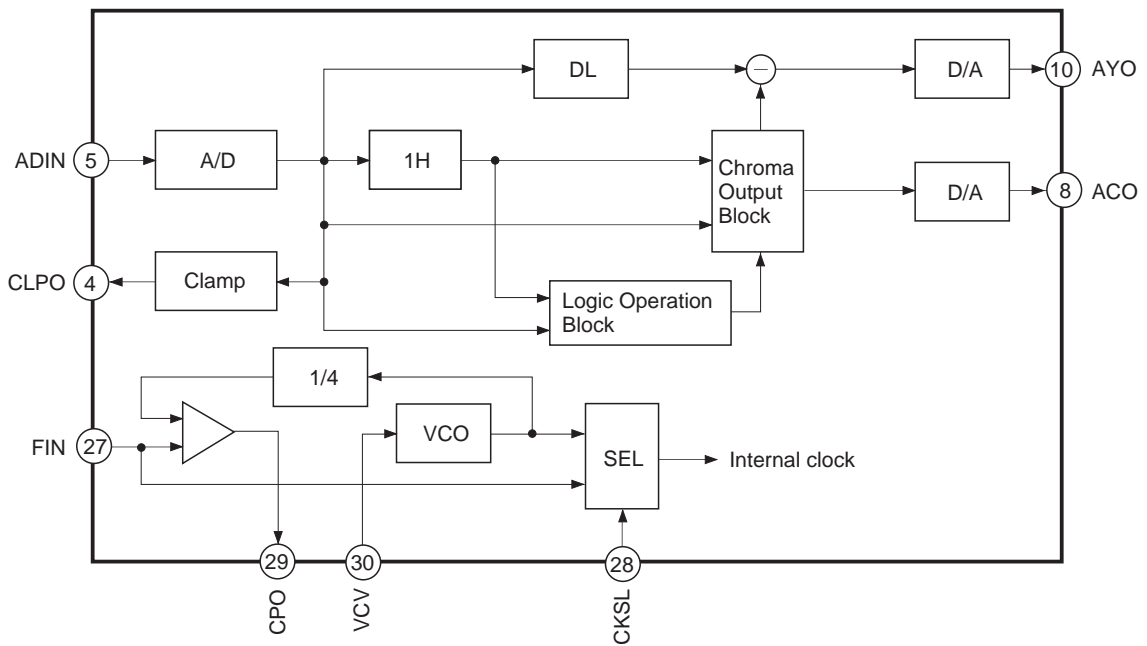 DL
−
D/A
10
AYO
ADIN
5
A/D
1H
Chroma
Output
Block
D/A
8
ACO
CLPO
4
Clamp
Logic Operation
Block
1/4
FIN
27
VCO
SEL
Internal clock
29
30
28
CPO
VCV
CKSL